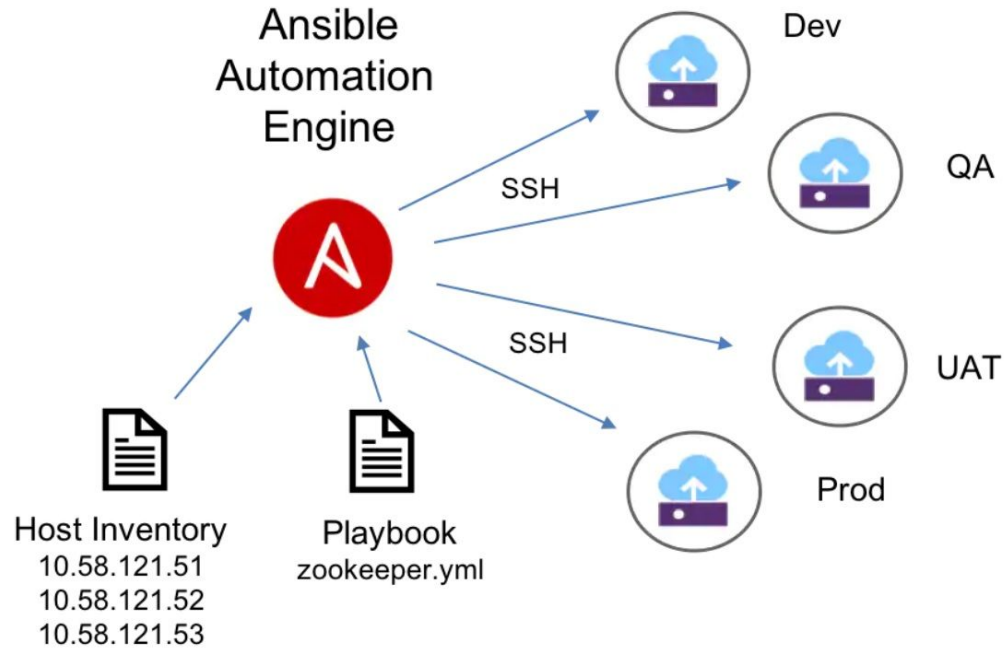 Ansible
Automation
Engine
Dev
QA
SSH
SSH
UAT
Prod
Host Inventory
10.58.121.51
10.58.121.52
10.58.121.53
Playbook
zookeeper.yml